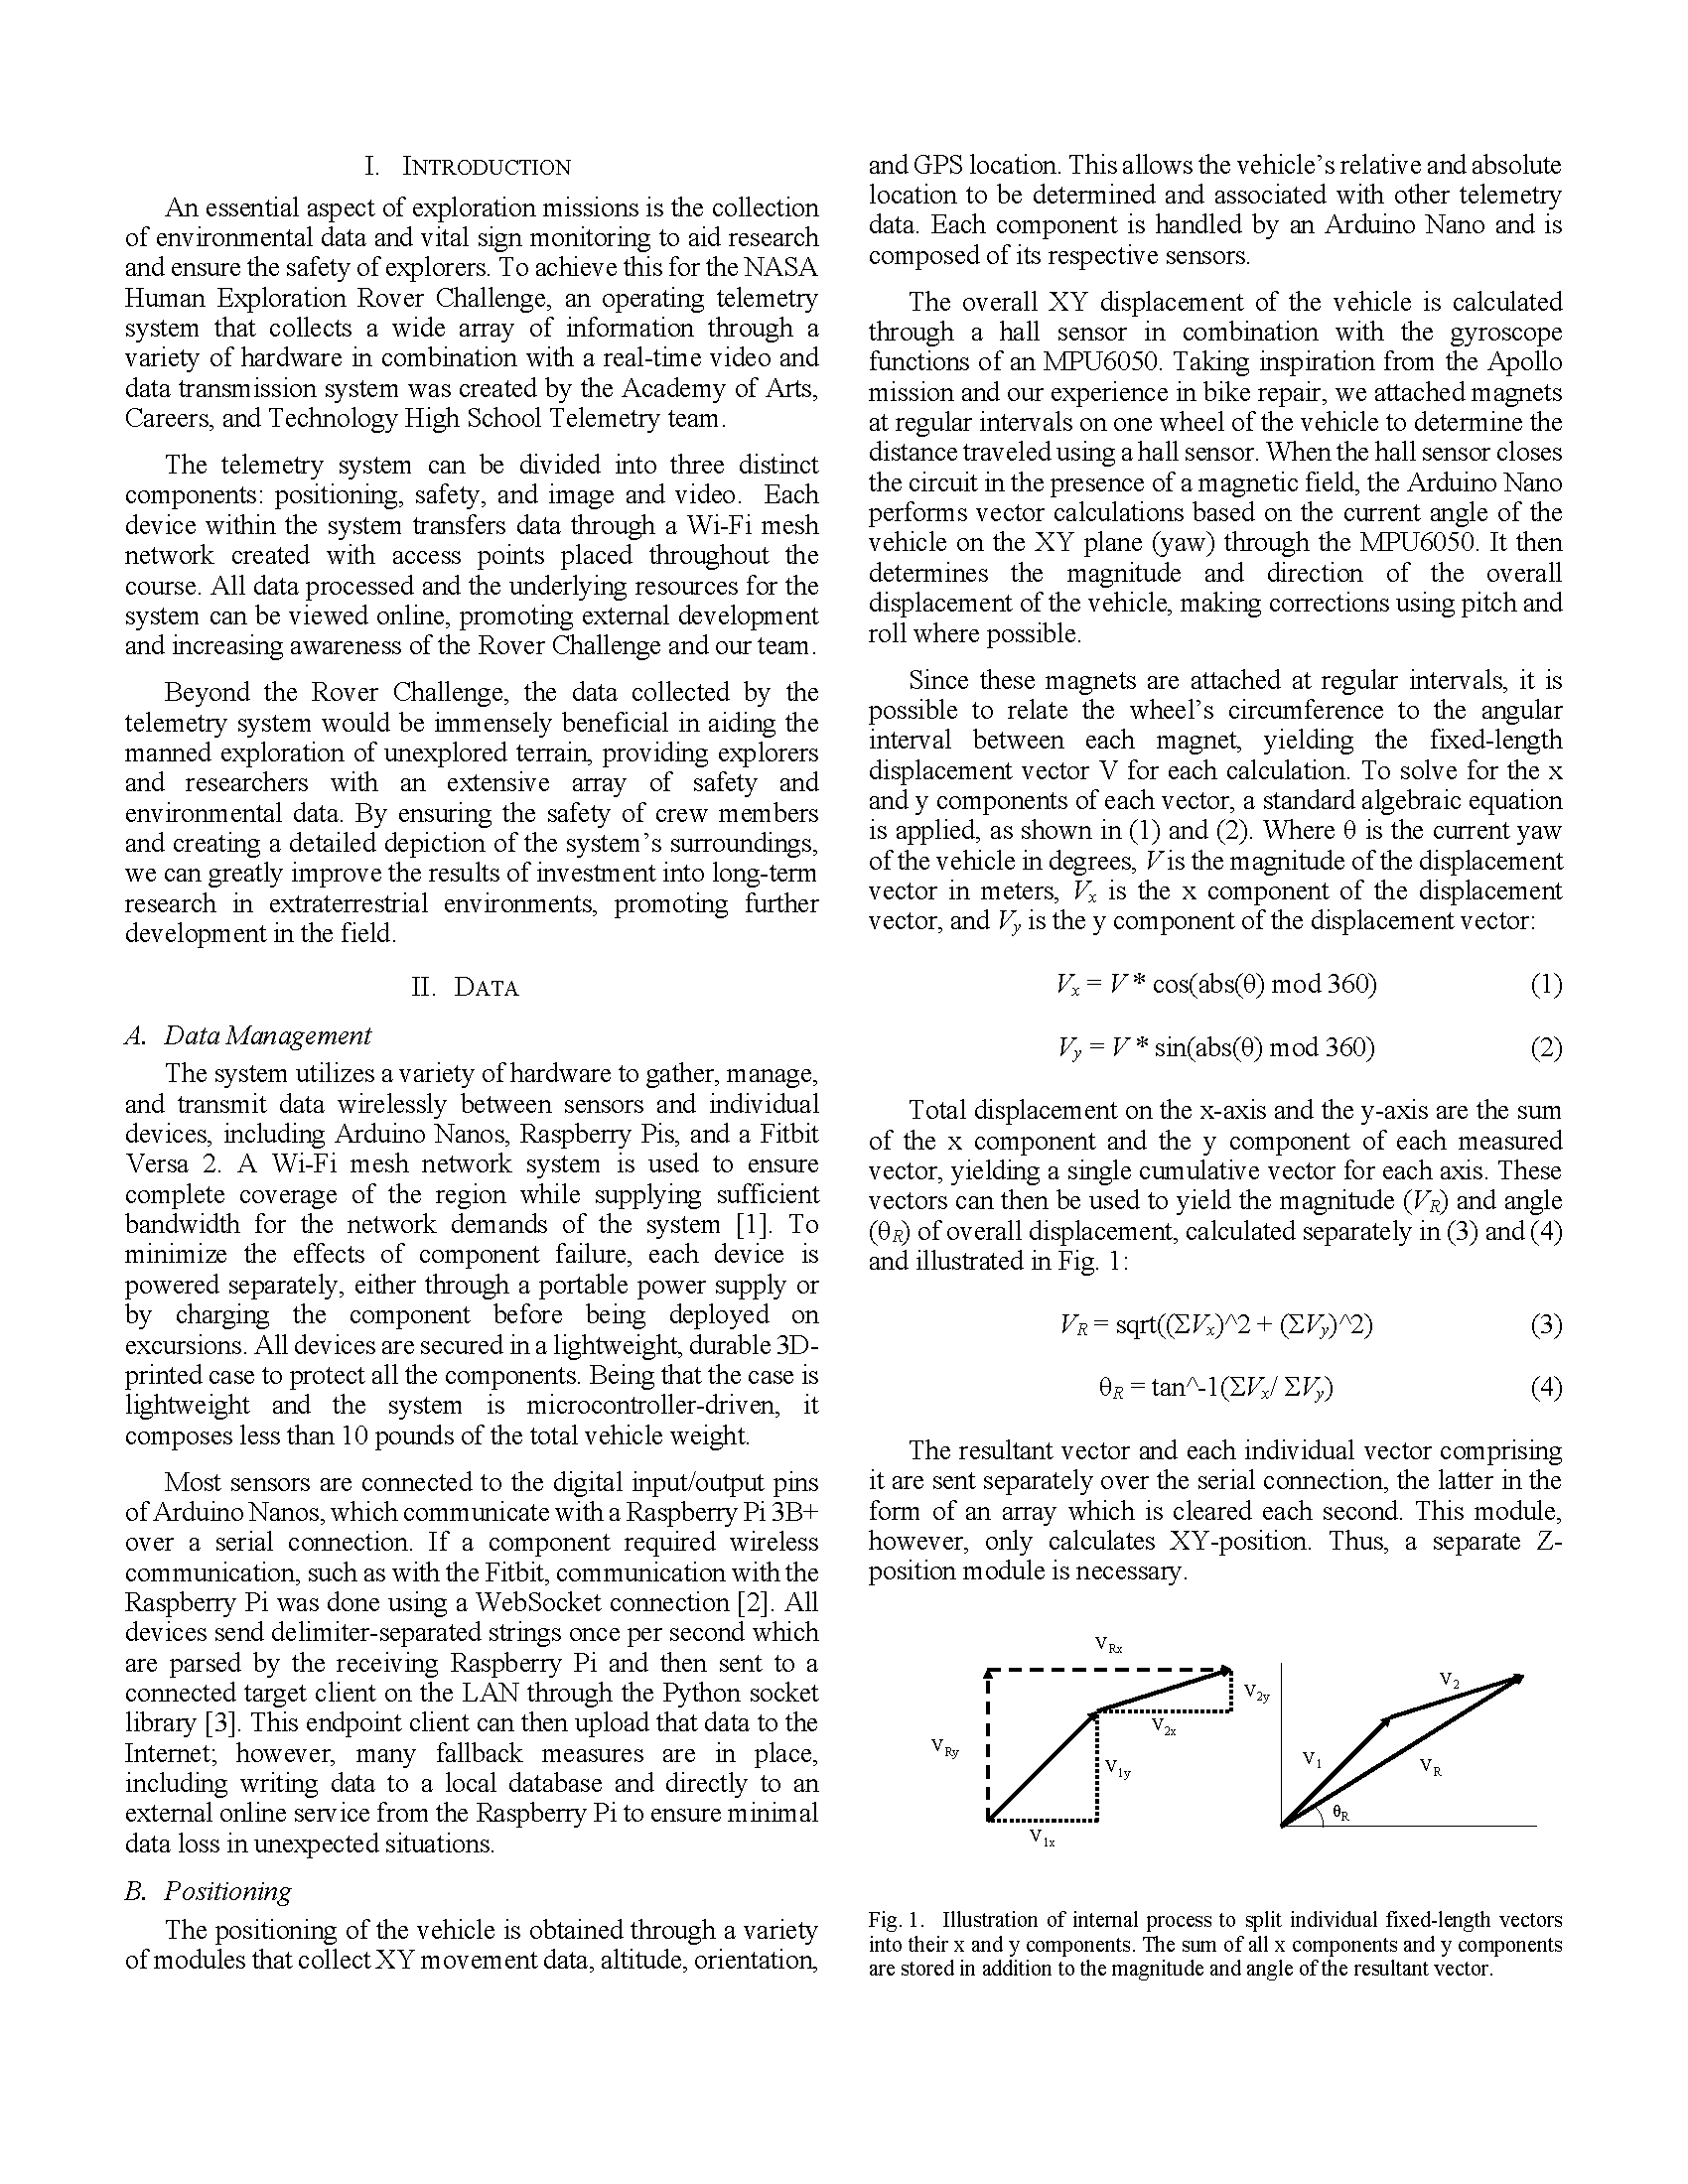 I. INTRODUCTION
An essential aspect of exploration missions is the collection
of environmental data and vital sign monitoring to aid research
and ensure the safety of explorers. To achieve this for the NASA
Human Exploration Rover Challenge, an operating telemetry
system that collects a wide array of information through a
variety of hardware in combination with a real-time video and
data transmission system was created by the Academy of Arts,
Careers, and Technology High School Telemetry team.
The telemetry system can be divided into three distinct
components: positioning, safety, and image and video. Each
device within the system transfers data through a Wi-Fi mesh
network created with access points placed throughout the
course. All data processed and the underlying resources for the
system can be viewed online, promoting external development
and increasing awareness of the Rover Challenge and our team.
Beyond the Rover Challenge, the data collected by the
telemetry system would be immensely beneficial in aiding the
manned exploration of unexplored terrain, providing explorers
and researchers with an extensive array of safety and
environmental data. By ensuring the safety of crew members
and creating a detailed depiction of the system's surroundings,
we can greatly improve the results of investment into long-term
research in extraterrestrial environments, promoting further
development in the field.
II. DATA
A. Data Management
The system utilizes a variety of hardware to gather, manage,
and transmit data wirelessly between sensors and individual
devices, including Arduino Nanos, Raspberry Pis, and a Fitbit
Versa 2. A Wi-Fi mesh network system is used to ensure
complete coverage of the region while supplying sufficient
bandwidth for the network demands of the system [1]. To
minimize the effects of component failure, each device is
powered separately, either through a portable power supply or
by charging the component before being deployed on
excursions. All devices are secured in a lightweight, durable 3D-
printed case to protect all the components. Being that the case is
lightweight and the system is microcontroller-driven, it
composes less than 10 pounds of the total vehicle weight.
Most sensors are connected to the digital input/output pins
of Arduino Nanos, which communicate with a Raspberry Pi 3B+
over a serial connection. If a component required wireless
communication, such as with the Fitbit, communication with the
Raspberry Pi was done using a WebSocket connection [2]. All
devices send delimiter-separated strings once per second which
are parsed by the receiving Raspberry Pi and then sent to a
connected target client on the LAN through the Python socket
library [3]. This endpoint client can then upload that data to the
Internet; however, many fallback measures are in place,
including writing data to a local database and directly to an
external online service from the Raspberry Pi to ensure minimal
data loss in unexpected situations.
B. Positioning
The positioning of the vehicle is obtained through a variety
of modules that collect XY movement data, altitude, orientation,
and GPS location. This allows the vehicle's relative and absolute
location to be determined and associated with other telemetry
data. Each component is handled by an Arduino Nano and is
composed of its respective sensors.
The overall XY displacement of the vehicle is calculated
through a hall sensor in combination with the gyroscope
functions of an MPU6050. Taking inspiration from the Apollo
mission and our experience in bike repair, we attached magnets
at regular intervals on one wheel of the vehicle to determine the
distance traveled using a hall sensor. When the hall sensor closes
the circuit in the presence of a magnetic field, the Arduino Nano
performs vector calculations based on the current angle of the
vehicle on the XY plane (yaw) through the MPU6050. It then
determines the magnitude and direction of the overall
displacement of the vehicle, making corrections using pitch and
roll where possible.
Since these magnets are attached at regular intervals, it is
possible to relate the wheel's circumference to the angular
interval between each magnet, yielding the fixed-length
displacement vector V for each calculation. To solve for the x
and y components of each vector, a standard algebraic equation
is applied, as shown in (1) and (2). Where θ is the current yaw
of the vehicle in degrees, V is the magnitude of the displacement
vector in meters, Vx is the x component of the displacement
vector, and Vy is the y component of the displacement vector:
Vx = V * cos(abs(θ) mod 360) (1)
Vy = V * sin(abs(θ) mod 360) (2)
Total displacement on the x-axis and the y-axis are the sum
of the x component and the y component of each measured
vector, yielding a single cumulative vector for each axis. These
vectors can then be used to yield the magnitude (VR) and angle
(θR) of overall displacement, calculated separately in (3) and (4)
and illustrated in Fig. 1:
VR = sqrt((ΣVx)^2 + (ΣVy)^2) (3)
θR = tan^-1(ΣVx/ ΣVy) (4)
The resultant vector and each individual vector comprising
it are sent separately over the serial connection, the latter in the
form of an array which is cleared each second. This module,
however, only calculates XY-position. Thus, a separate Z-
position module is necessary.
VRx
V2y
V2x
VRy
V1y
V1x
V2
V1
VR
θR
Fig. 1. Illustration of internal process to split individual fixed-length vectors
into their x and y components. The sum of all x components and y components
are stored in addition to the magnitude and angle of the resultant vector.